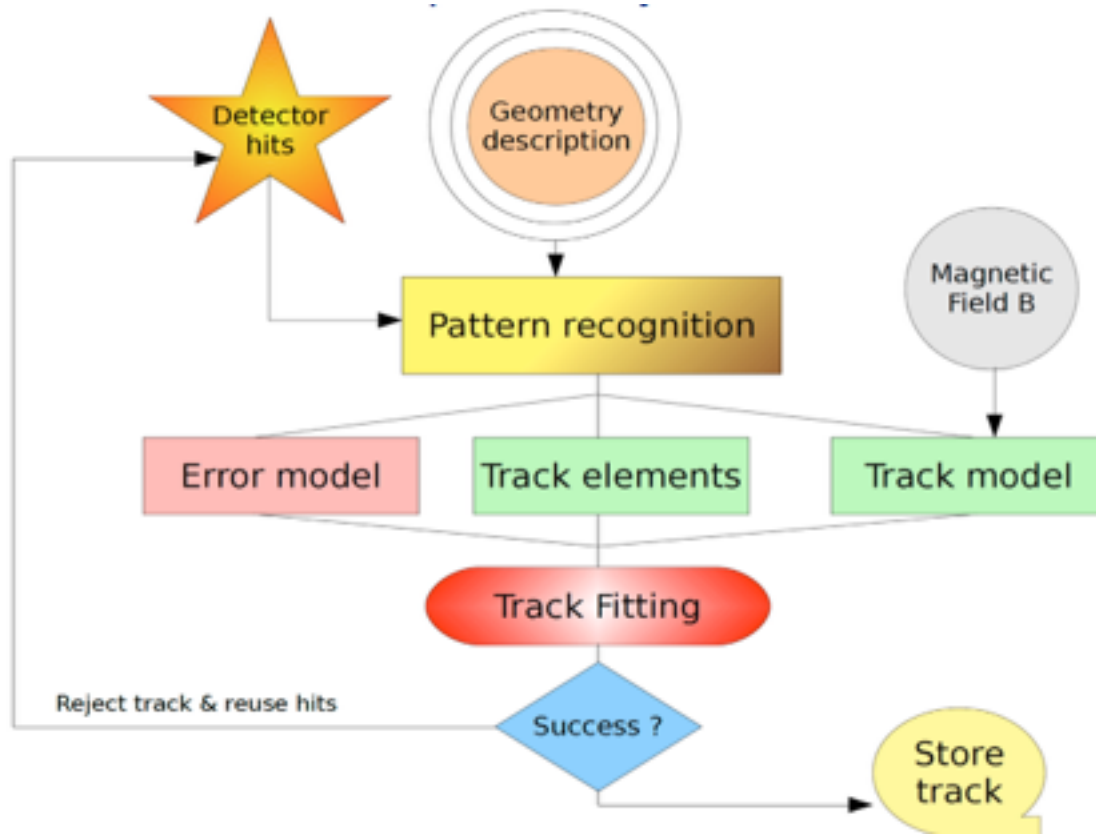 Detector
hits
Geometry
description
Magnetic
Field B
Pattern recognition
Error model
Track elements
Track model
Track Fitting
Reject track & reuse hits
Success ?
Store
track